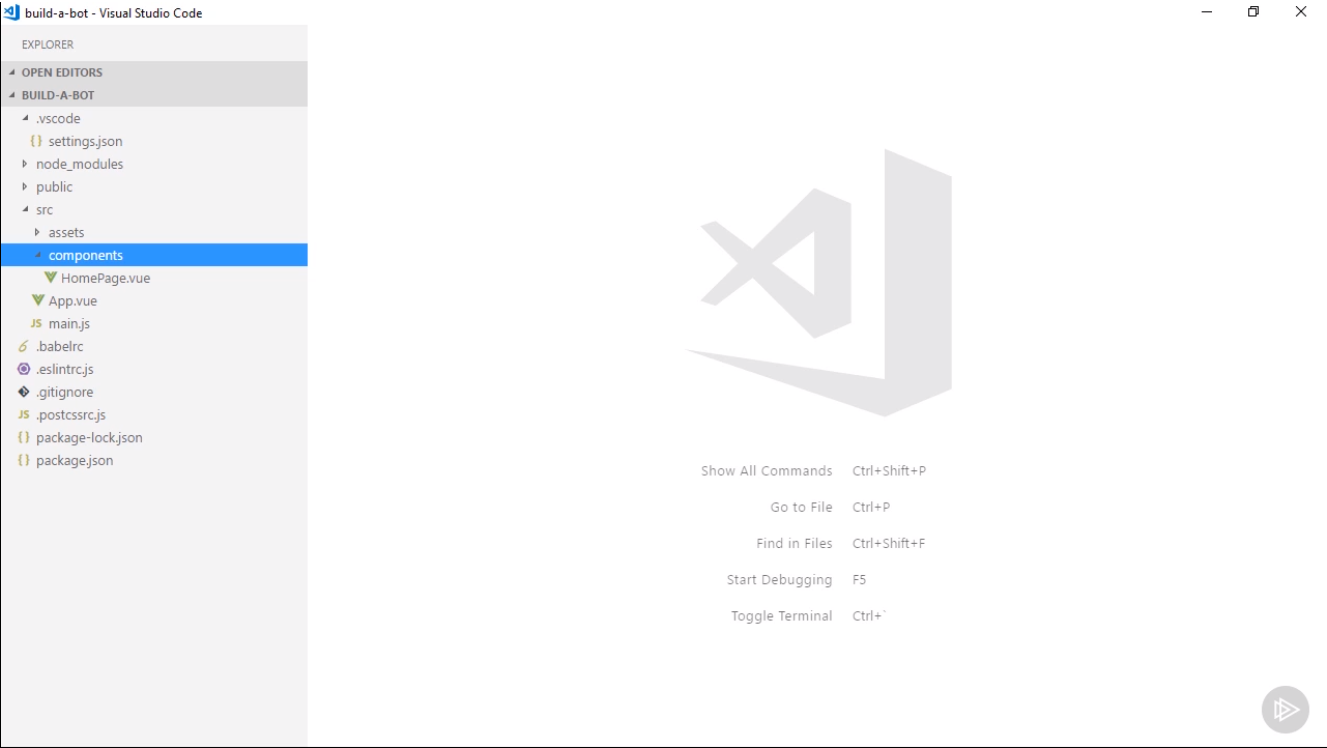 build-a-bot - Visual Studio Code
EXPLORER
OPEN EDITORS
BUILD-A-BOT
.vscode
{} settings.json
node_modules
public
src
assets
components
HomePage.vue
App.vue
JS main.js
.babelrc
.eslintrc.js
.gitignore
JS .postcssrc.js
{} package-lock.json
{} package.json
Show All Commands Ctrl+Shift+P
Go to File Ctrl+P
Find in Files Ctrl+Shift+F
Start Debugging F5
Toggle Terminal Ctrl+`